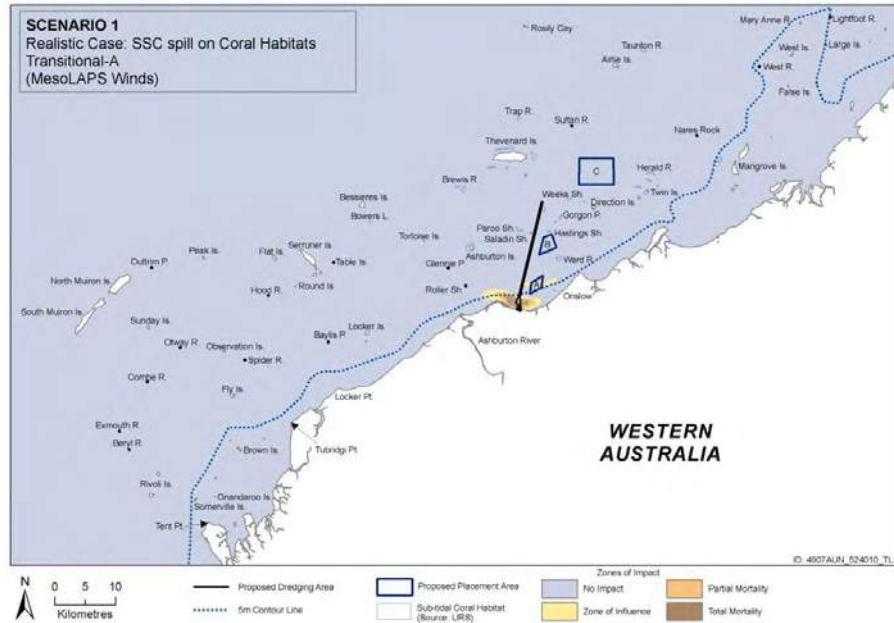 SCENARIO 1
Realistic Case: SSC spill on Coral Habitats
Transitional-A
(MesoLAPS Winds)
Rosily Cay
Mary Anne R.
Lightfoot R.
Large Is.
West Is.
West R.
False Is.
Taunton R.
Airlie Is.
Trap R.
Sultan R.
Nares Rock
Mangrove Is.
Thevenard Is.
Brewis R.
C
Herald R.
Twin Is.
Weeks Sh.
Direction Is.
Gorgon P.
Bessieres Is.
Bowers L.
Paroo Sh.
Hastings Sh.
Saladin Sh.
B
Tortoise Is.
Ashburton Is.
Ward R.
Glennie P.
Roller Sh.
A
Onslow
Peak Is.
Flat Is.
Serrurier Is.
Table Is.
Outtrim P.
North Muiron Is.
Round Is.
Hood R.
South Muiron Is.
Sunday Is.
Baylis P.
Locker Is.
Ashburton River
Otway R.
Observation Is.
Spider R.
Combe R.
Fly Is.
Locker Pt.
Exmouth R.
Beryl R.
Brown Is.
Tubridgi Pt.
WESTERN
AUSTRALIA
Rivoli Is.
Gnandaroo Is.
Somerville Is.
Tent Pt.
ID: 4907AUN_524010_TL
N
0 5 10
Kilometres
Proposed Dredging Area
5m Contour Line
Proposed Placement Area
Sub-tidal Coral Habitat
(Source: URS)
Zones of Impact
No Impact
Zone of Influence
Partial Mortality
Total Mortality